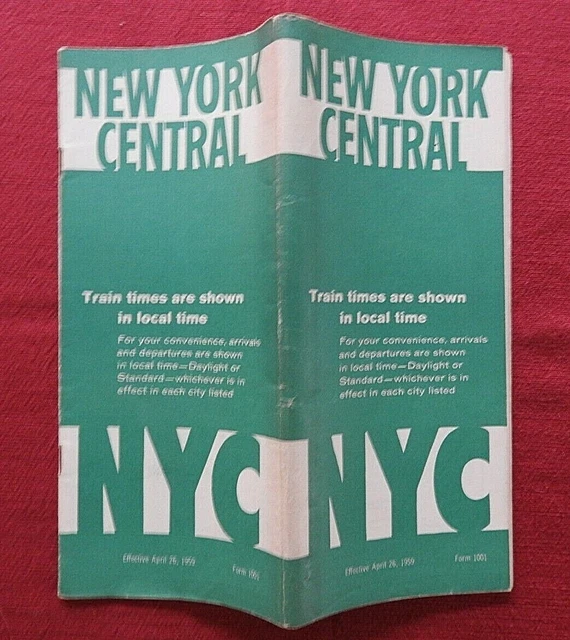 NEW YORK
CENTRAL
Train times are shown
in local time
For your convenience, arrivals
and departures are shown
in local time—Daylight or
Standard—whichever is in
effect in each city listed
NYC
Effective April 26, 1959
Form 1001
NEW YORK
CENTRAL
Train times are shown
in local time
For your convenience, arrivals
and departures are shown
in local time—Daylight or
Standard—whichever is in
effect in each city listed
NYC
Effective April 26, 1959
Form 1001